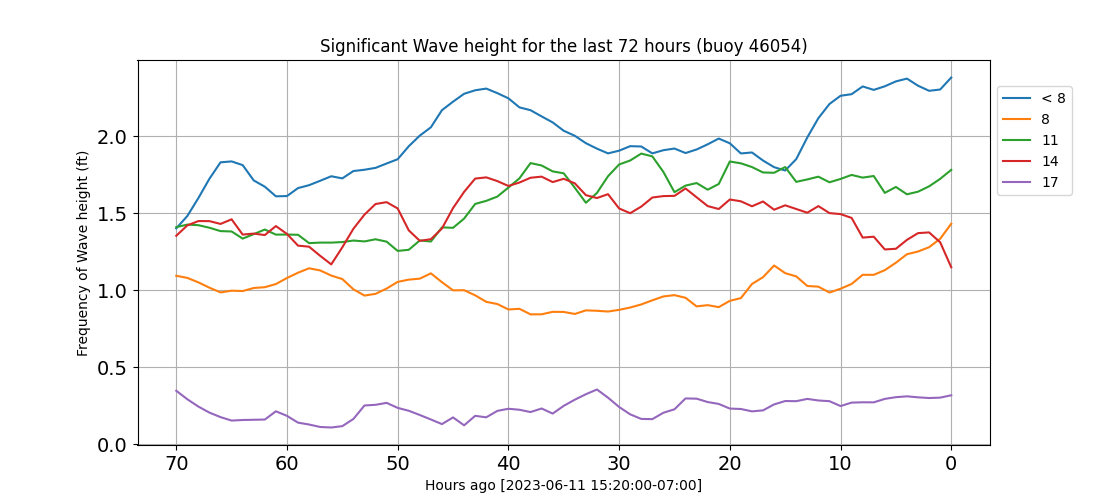 Significant Wave height for the last 72 hours (buoy 46054)
Frequency of Wave height (ft)
2.0
1.5
1.0
0.5
0.0
70 60 50 40 30 20 10 0
Hours ago [2023-06-11 15:20:00-07:00]
< 8
8
11
14
17